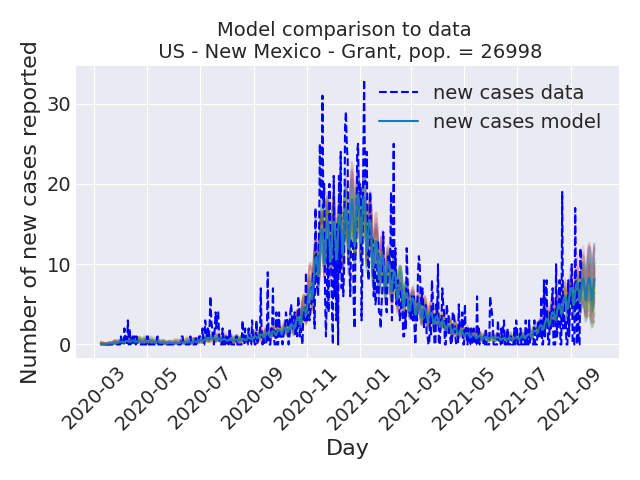 Model comparison to data
US - New Mexico - Grant, pop. = 26998
Number of new cases reported
30
20
10
0
new cases data
new cases model
2020-03
2020-05
2020-07
2020-09
2020-11
2021-01
2021-03
2021-05
2021-07
2021-09
Day